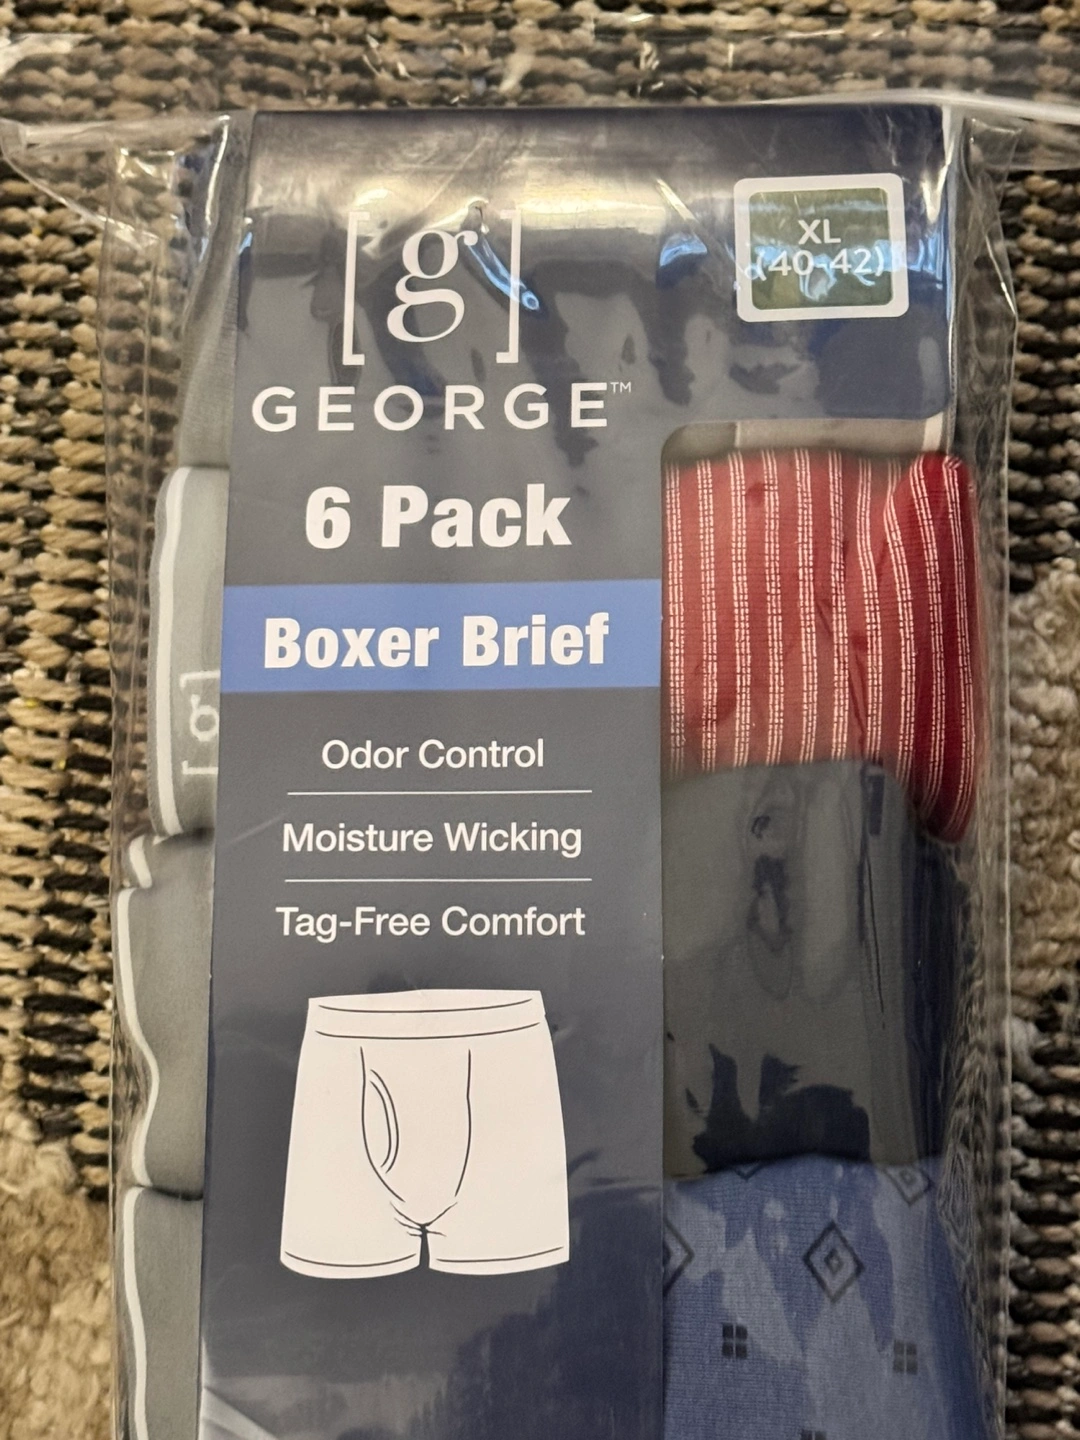 [g]
XL
(40-42)
GEORGE™
6 Pack
Boxer Brief
[g]
Odor Control
Moisture Wicking
Tag-Free Comfort